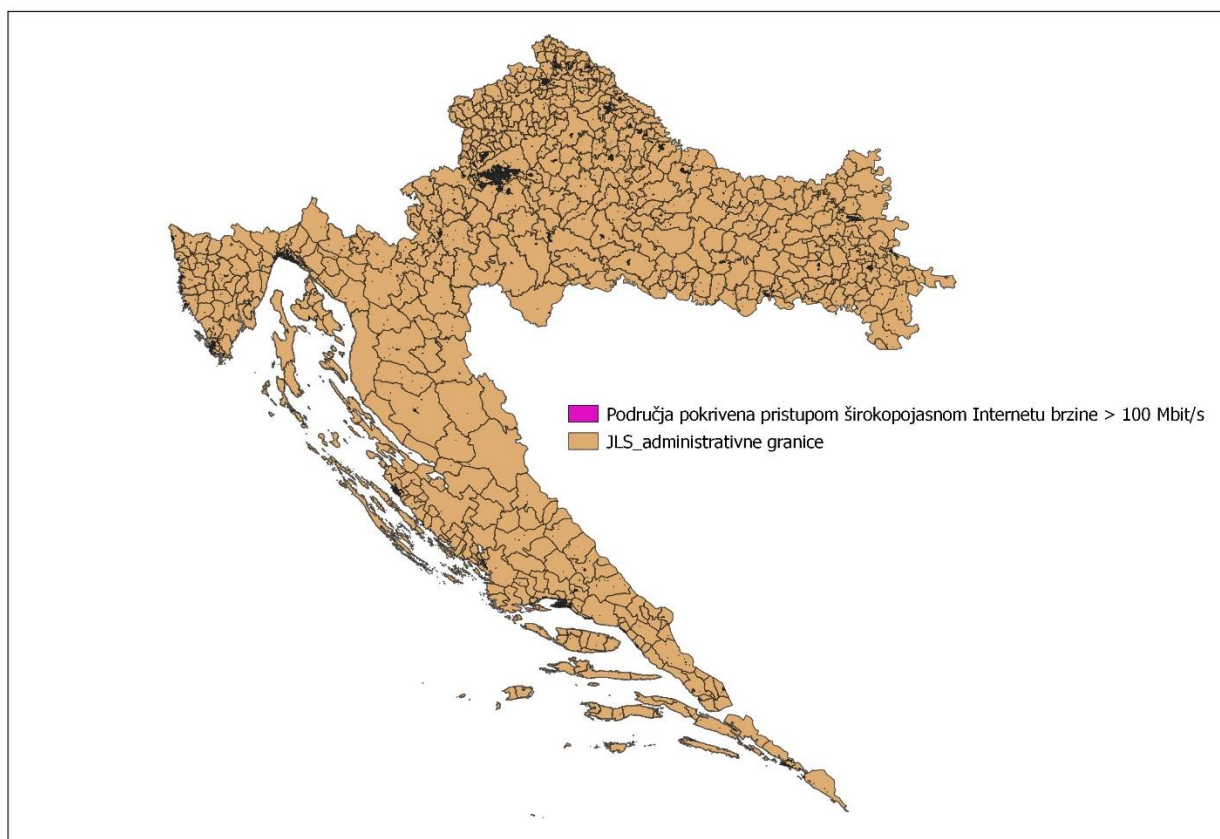 Područja pokrivena pristupom širokopojasnom Internetu brzine > 100 Mbit/s
JLS_administrativne granice